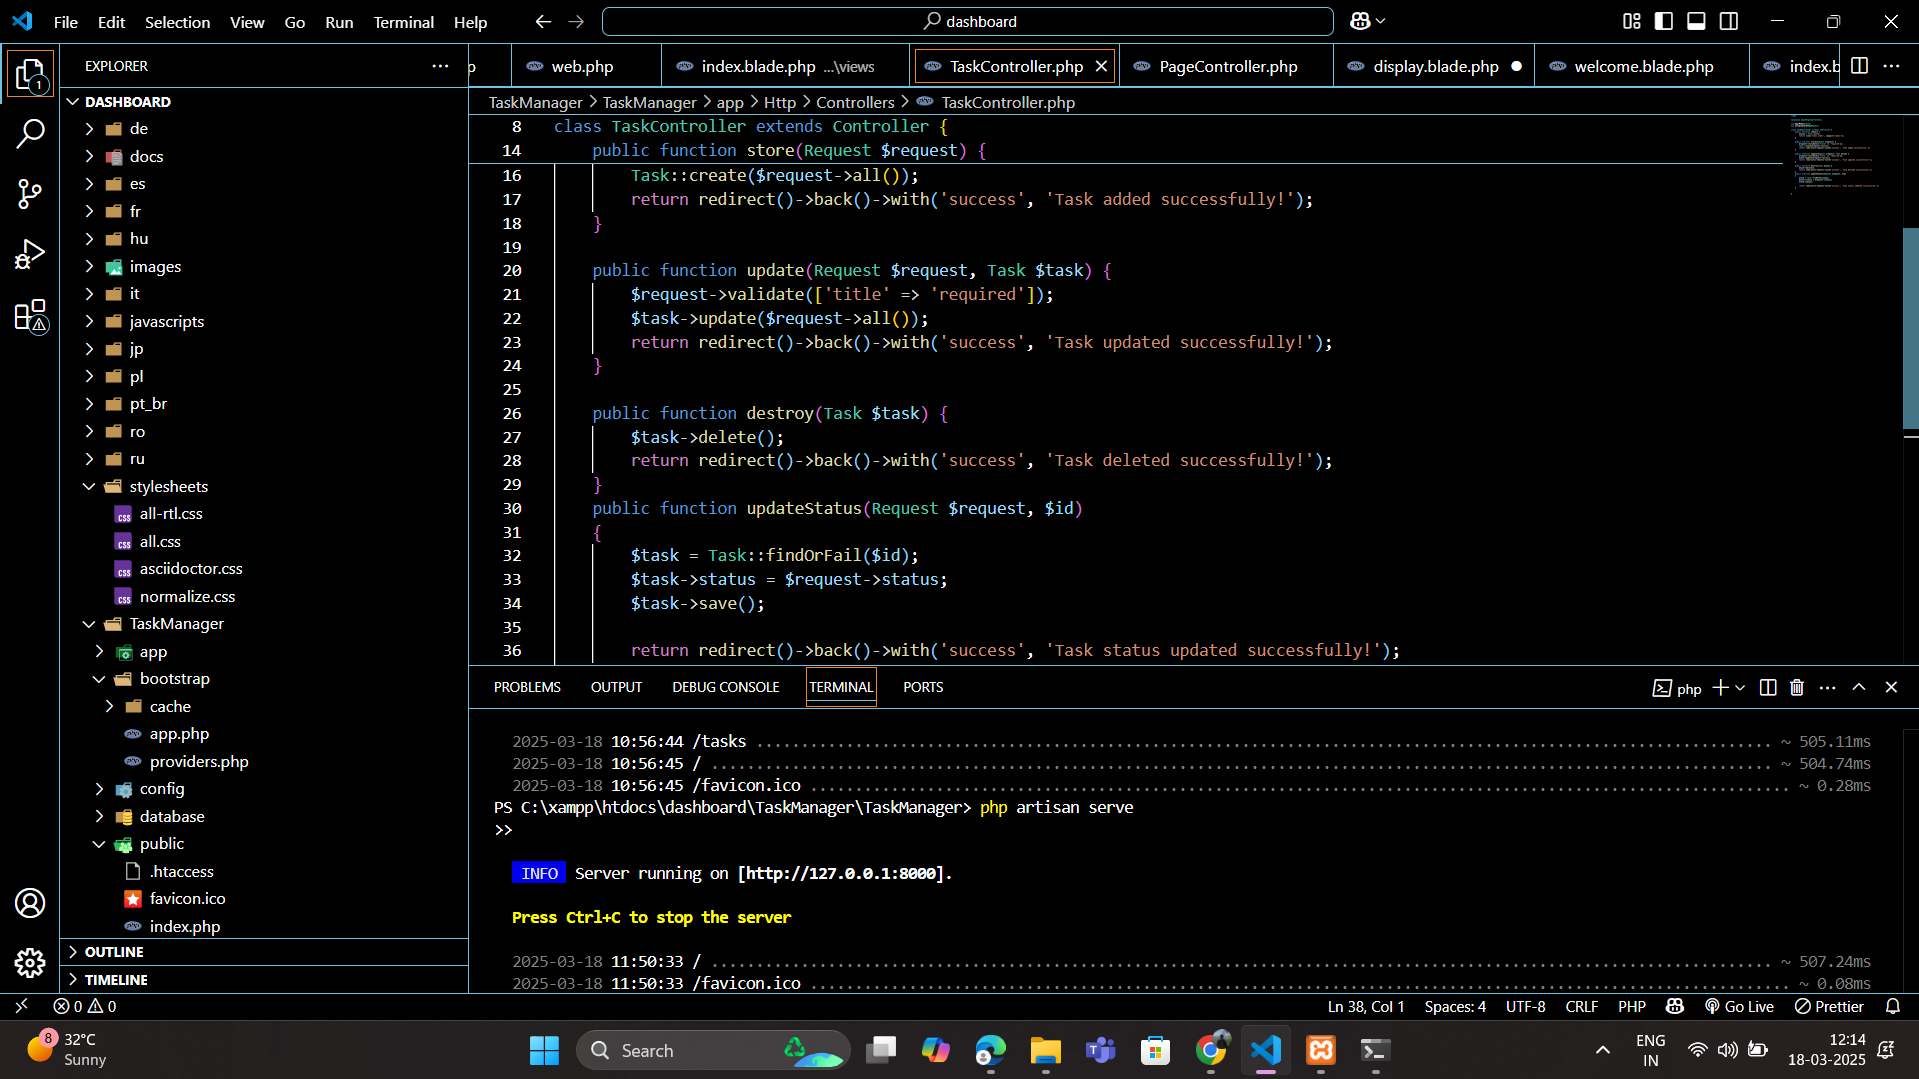 File Edit Selection View Go Run Terminal Help
dashboard
EXPLORER
web.php
index.blade.php ...\views
TaskController.php
PageController.php
display.blade.php
welcome.blade.php
index.b
DASHBOARD
de
docs
es
fr
hu
images
it
javascripts
jp
pl
pt_br
ro
ru
stylesheets
all-rtl.css
all.css
asciidoctor.css
normalize.css
TaskManager
app
bootstrap
cache
app.php
providers.php
config
database
public
.htaccess
favicon.ico
index.php
OUTLINE
TIMELINE
TaskManager > TaskManager > app > Http > Controllers > TaskController.php
8 class TaskController extends Controller {
14 public function store(Request $request) {
16 Task::create($request->all());
17 return redirect()->back()->with('success', 'Task added successfully!');
18 }
19
20 public function update(Request $request, Task $task) {
21 $request->validate(['title' => 'required']);
22 $task->update($request->all());
23 return redirect()->back()->with('success', 'Task updated successfully!');
24 }
25
26 public function destroy(Task $task) {
27 $task->delete();
28 return redirect()->back()->with('success', 'Task deleted successfully!');
29 }
30 public function updateStatus(Request $request, $id)
31 {
32 $task = Task::findOrFail($id);
33 $task->status = $request->status;
34 $task->save();
35
36 return redirect()->back()->with('success', 'Task status updated successfully!');
PROBLEMS OUTPUT DEBUG CONSOLE TERMINAL PORTS
php
2025-03-18 10:56:44 /tasks ~ 505.11ms
2025-03-18 10:56:45 / ~ 504.74ms
2025-03-18 10:56:45 /favicon.ico ~ 0.28ms
PS C:\xampp\htdocs\dashboard\TaskManager\TaskManager> php artisan serve
>>
INFO Server running on [http://127.0.0.1:8000].
Press Ctrl+C to stop the server
2025-03-18 11:50:33 / ~ 507.24ms
2025-03-18 11:50:33 /favicon.ico ~ 0.08ms
0 0
Ln 38, Col 1 Spaces: 4 UTF-8 CRLF PHP Go Live Prettier
8
32°C
Sunny
Search
ENG
IN
12:14
18-03-2025